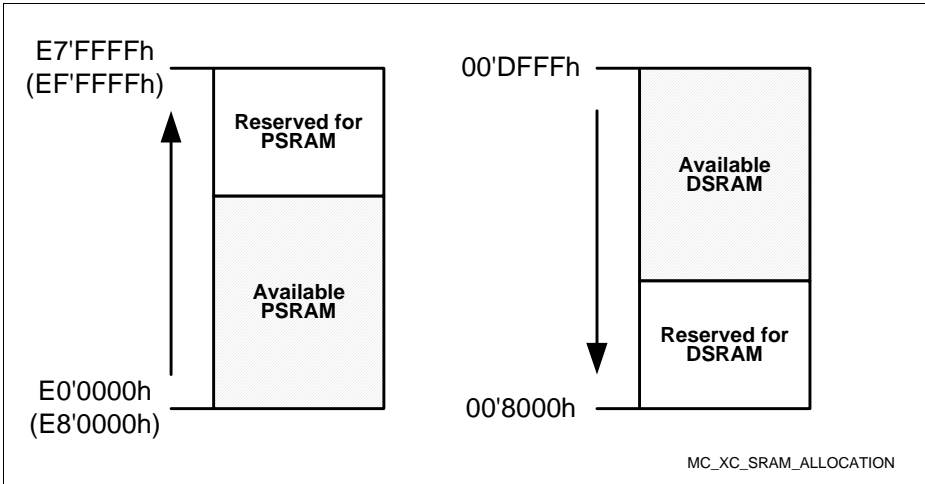 E7'FFFFh
(EF'FFFFh)
Reserved for
PSRAM
Available
PSRAM
E0'0000h
(E8'0000h)
00'DFFFh
Available
DSRAM
Reserved for
DSRAM
00'8000h
MC_XC_SRAM_ALLOCATION